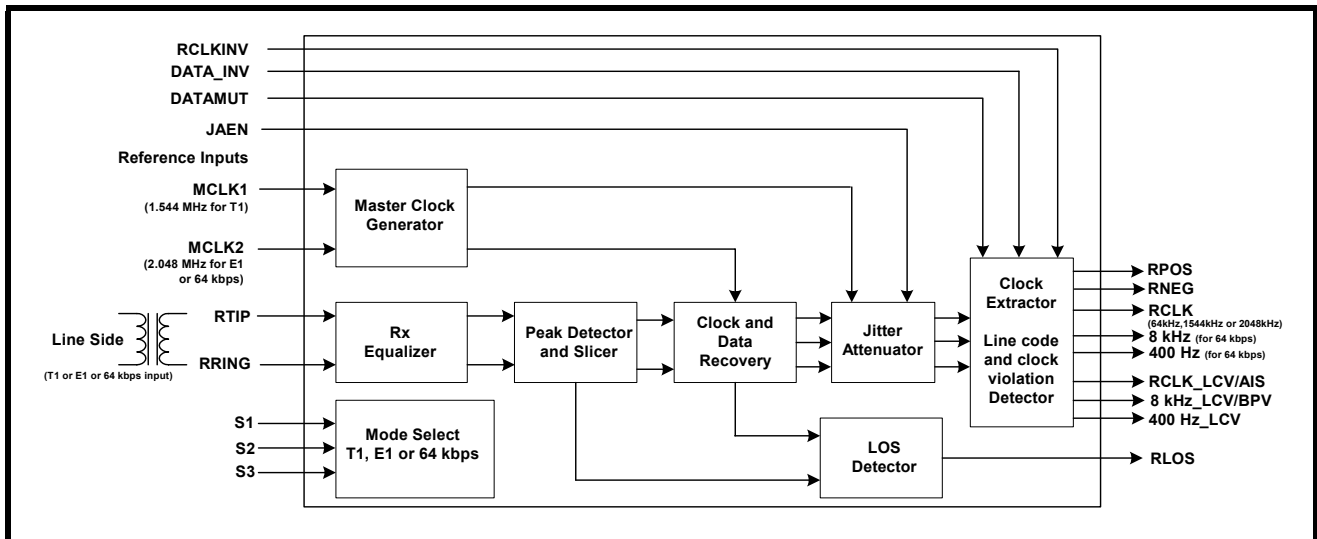 RCLKINV
DATA_INV
DATAMUT
JAEN
Reference Inputs
MCLK1
(1.544 MHz for T1)
MCLK2
(2.048 MHz for E1
or 64 kbps)
Master Clock
Generator
Line Side
(T1 or E1 or 64 kbps input)
RTIP
RRING
Rx
Equalizer
Peak Detector
and Slicer
Clock and
Data
Recovery
Jitter
Attenuator
Clock
Extractor
Line code
and clock
violation
Detector
RPOS
RNEG
RCLK
(64kHz,1544kHz or 2048kHz)
8 kHz (for 64 kbps)
400 Hz (for 64 kbps)
RCLK_LCV/AIS
8 kHz_LCV/BPV
400 Hz_LCV
S1
S2
S3
Mode Select
T1, E1 or 64 kbps
LOS
Detector
RLOS